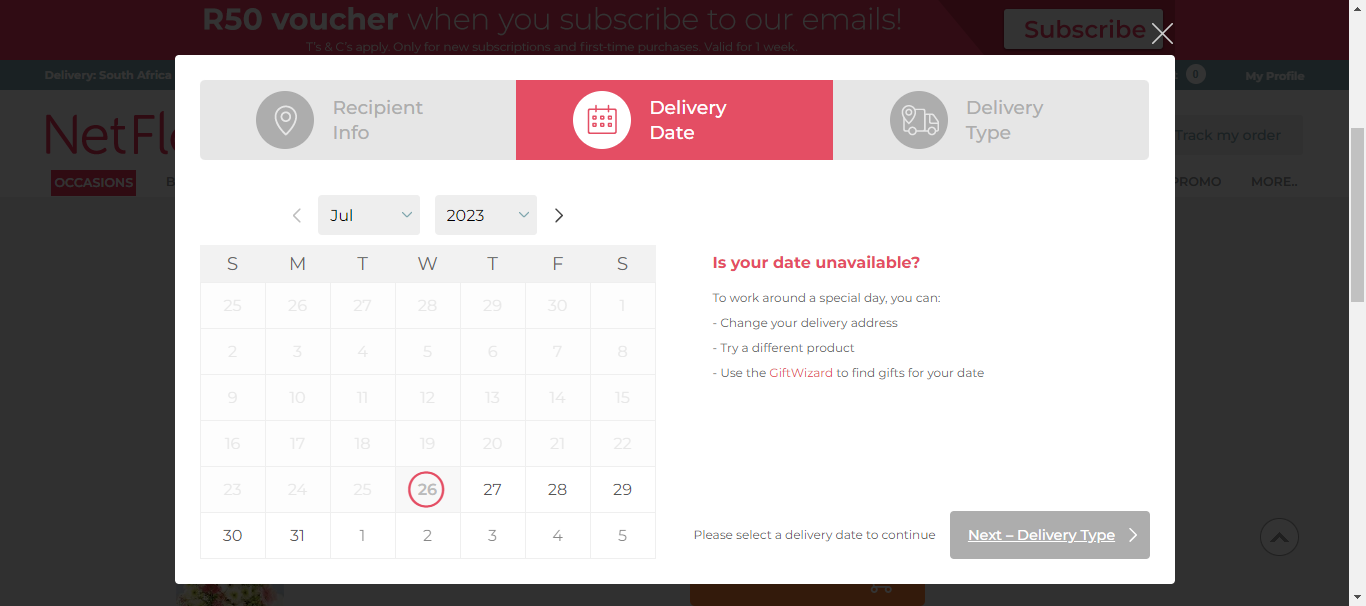 R50 voucher when you subscribe to our emails!
T's & C's apply. Only for new subscriptions and first-time purchases. Valid for 1 week.
Subscribe
Delivery: South Africa
0
My Profile
Track my order
OCCASIONS
PROMO
MORE..
Recipient
Info
Delivery
Date
Delivery
Type
Jul
2023
S M T W T F S
25 26 27 28 29 30 1
2 3 4 5 6 7 8
9 10 11 12 13 14 15
16 17 18 19 20 21 22
23 24 25 26 27 28 29
30 31 1 2 3 4 5
Is your date unavailable?
To work around a special day, you can:
- Change your delivery address
- Try a different product
- Use the GiftWizard to find gifts for your date
Please select a delivery date to continue
Next – Delivery Type